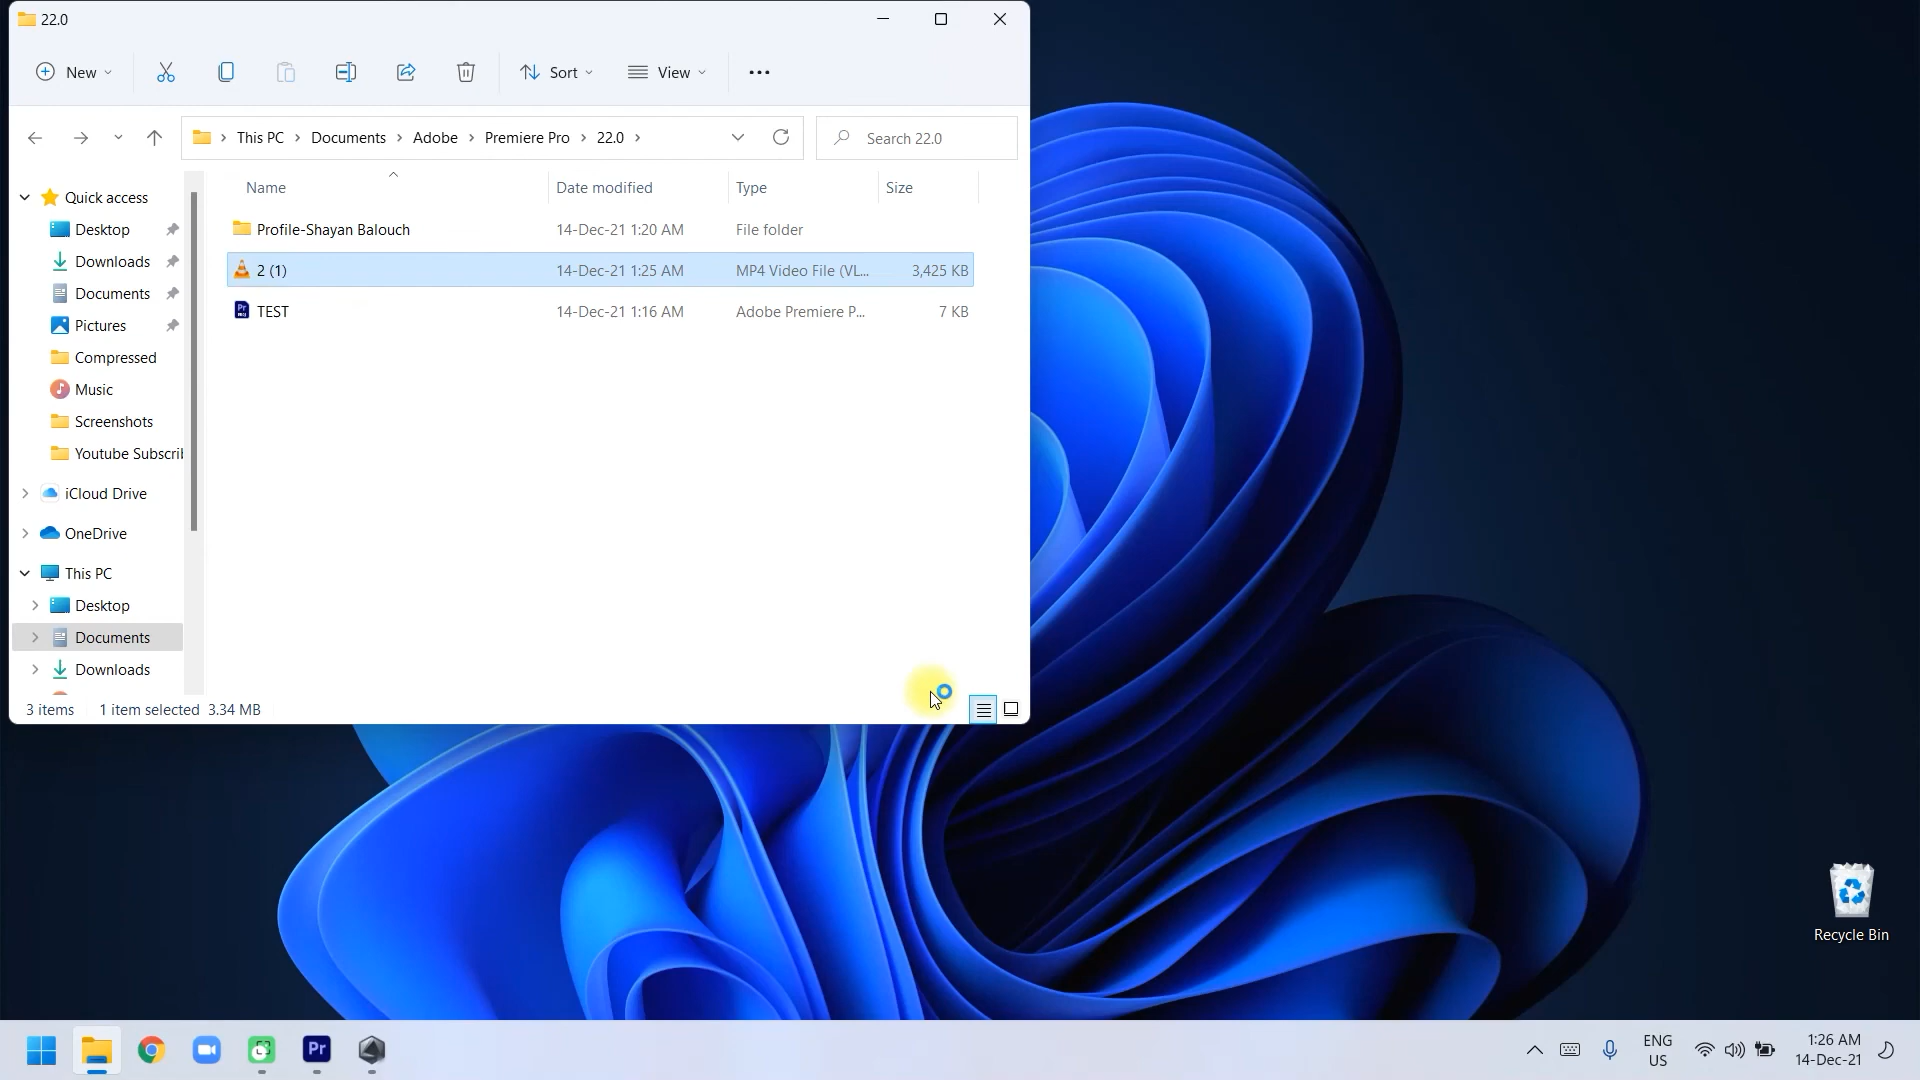 22.0
New
Sort
View
This PC
Documents
Adobe
Premiere Pro
22.0
Search 22.0
Name
Date modified
Type
Size
Quick access
Desktop
Downloads
Documents
Pictures
Compressed
Music
Screenshots
Youtube Subscrib
iCloud Drive
OneDrive
This PC
Desktop
Documents
Downloads
Profile-Shayan Balouch 14-Dec-21 1:20 AM File folder
2 (1) 14-Dec-21 1:25 AM MP4 Video File (VL... 3,425 KB
TEST 14-Dec-21 1:16 AM Adobe Premiere P... 7 KB
3 items 1 item selected 3.34 MB
Recycle Bin
Pr
ENG
US
1:26 AM
14-Dec-21